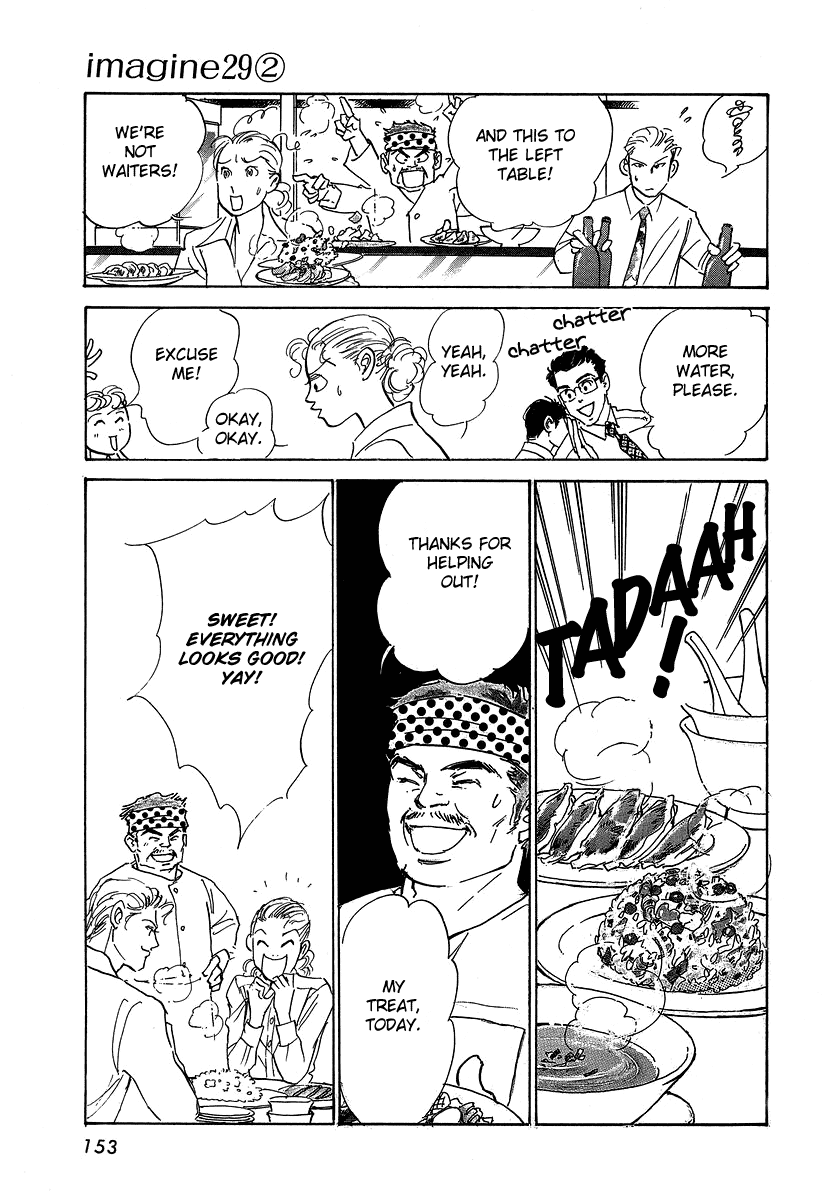 imagine29②
AND THIS TO
THE LEFT
TABLE!
WE'RE
NOT
WAITERS!
MORE
WATER,
PLEASE.
chatter
chatter
YEAH,
YEAH.
EXCUSE
ME!
OKAY,
OKAY.
TADAAAH!
THANKS FOR
HELPING
OUT!
MY
TREAT,
TODAY.
SWEET!
EVERYTHING
LOOKS GOOD!
YAY!
153